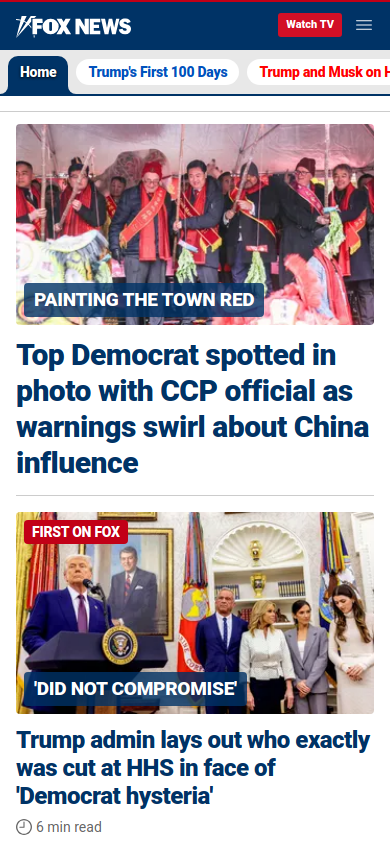 FOX NEWS
Watch TV
Home
Trump's First 100 Days
Trump and Musk on H
PAINTING THE TOWN RED
Top Democrat spotted in
photo with CCP official as
warnings swirl about China
influence
FIRST ON FOX
'DID NOT COMPROMISE'
Trump admin lays out who exactly
was cut at HHS in face of
'Democrat hysteria'
6 min read